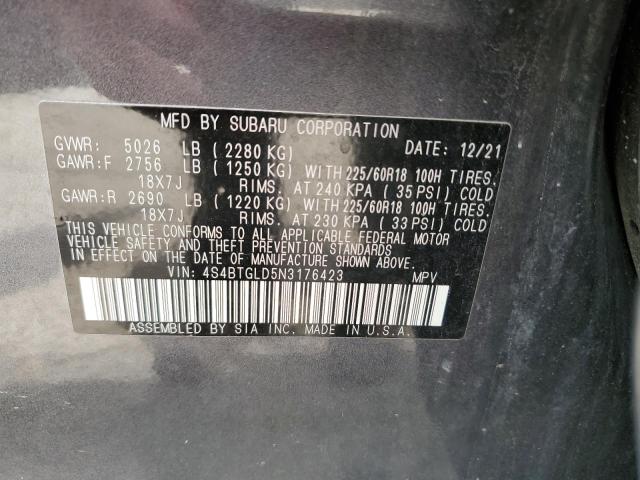 MFD BY SUBARU CORPORATION
GVWR: 5026 LB (2280 KG) DATE: 12/21
GAWR:F 2756 LB (1250 KG) WITH 225/60R18 100H TIRES.
18X7J RIMS. AT 240 KPA (35 PSI) COLD
GAWR:R 2690 LB (1220 KG) WITH 225/60R18 100H TIRES.
18X7J RIMS. AT 230 KPA (33 PSI) COLD
THIS VEHICLE CONFORMS TO ALL APPLICABLE FEDERAL MOTOR
VEHICLE SAFETY AND THEFT PREVENTION STANDARDS
IN EFFECT ON THE DATE OF MANUFACTURE SHOWN ABOVE.
VIN: 4S4BTGLD5N3176423 MPV
ASSEMBLED BY SIA INC. MADE IN U.S.A.